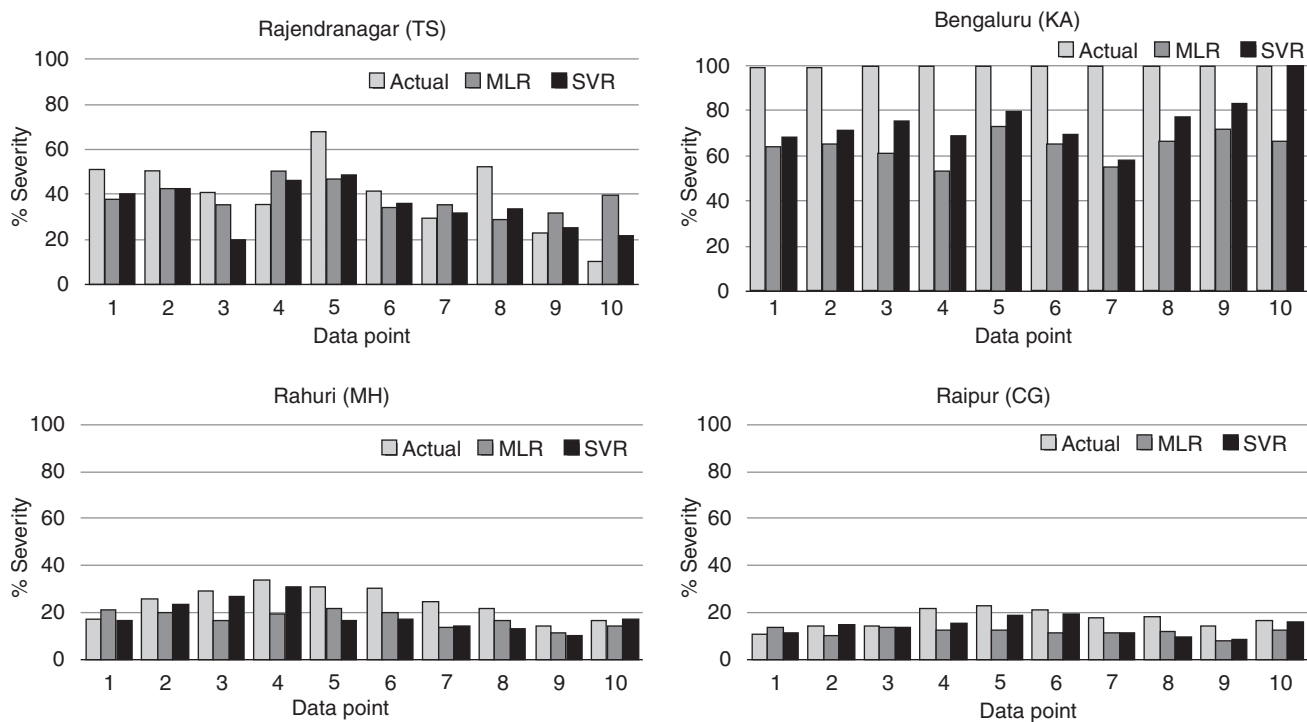 Rajendranagar (TS)
Actual MLR SVR
% Severity
100
80
60
40
20
0
1 2 3 4 5 6 7 8 9 10
Data point
Bengaluru (KA)
Actual MLR SVR
% Severity
100
80
60
40
20
0
1 2 3 4 5 6 7 8 9 10
Data point
Rahuri (MH)
Actual MLR SVR
% Severity
100
80
60
40
20
0
1 2 3 4 5 6 7 8 9 10
Data point
Raipur (CG)
Actual MLR SVR
% Severity
100
80
60
40
20
0
1 2 3 4 5 6 7 8 9 10
Data point